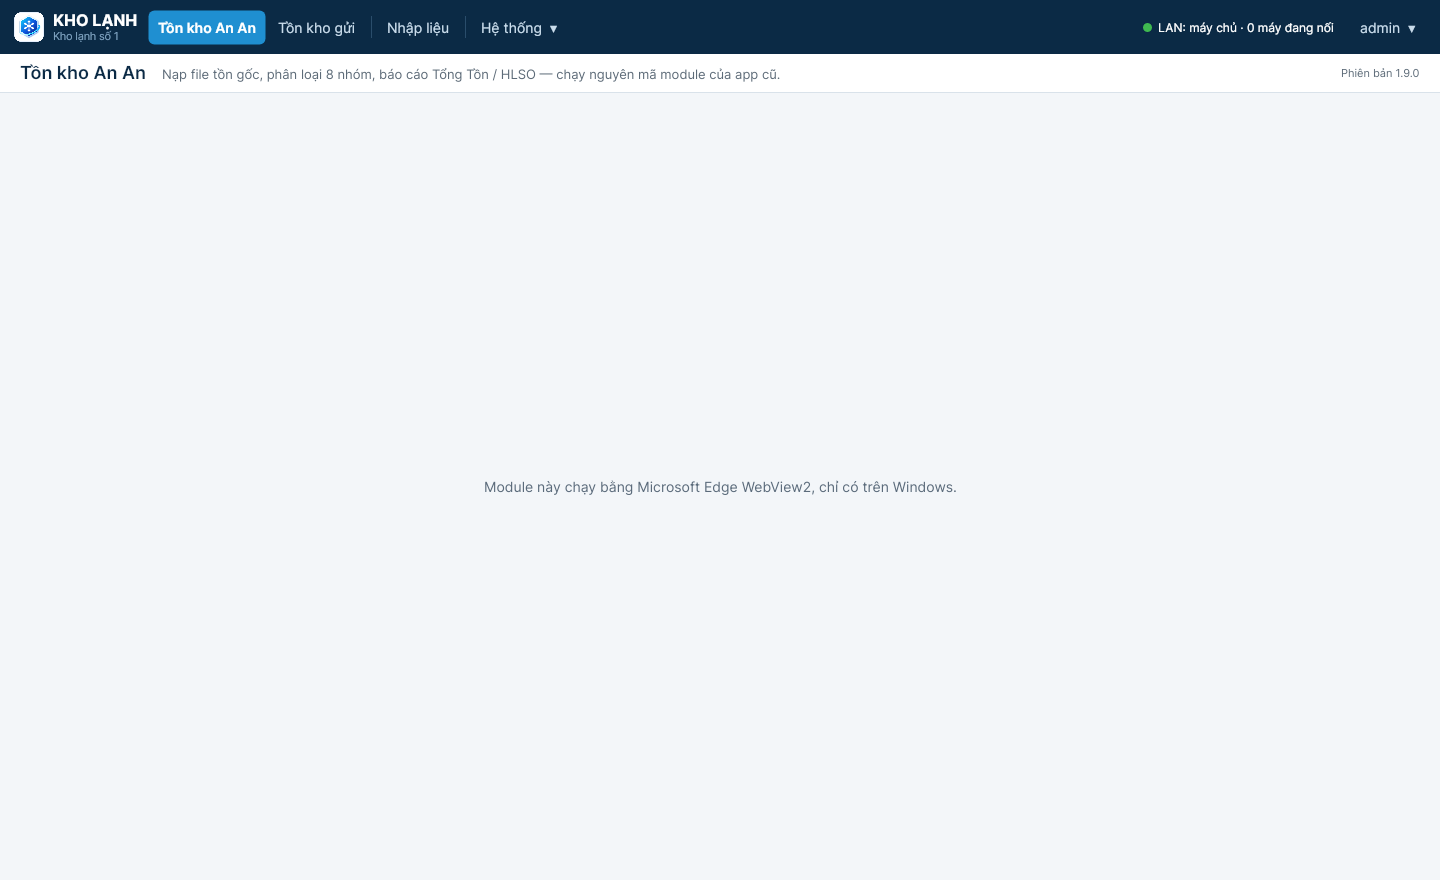 KHO LẠNH
Kho lạnh số 1
Tồn kho An An
Tồn kho gửi
Nhập liệu
Hệ thống ▾
LAN: máy chủ · 0 máy đang nối
admin ▾
Tồn kho An An
Nạp file tồn gốc, phân loại 8 nhóm, báo cáo Tổng Tồn / HLSO — chạy nguyên mã module của app cũ.
Phiên bản 1.9.0
Module này chạy bằng Microsoft Edge WebView2, chỉ có trên Windows.